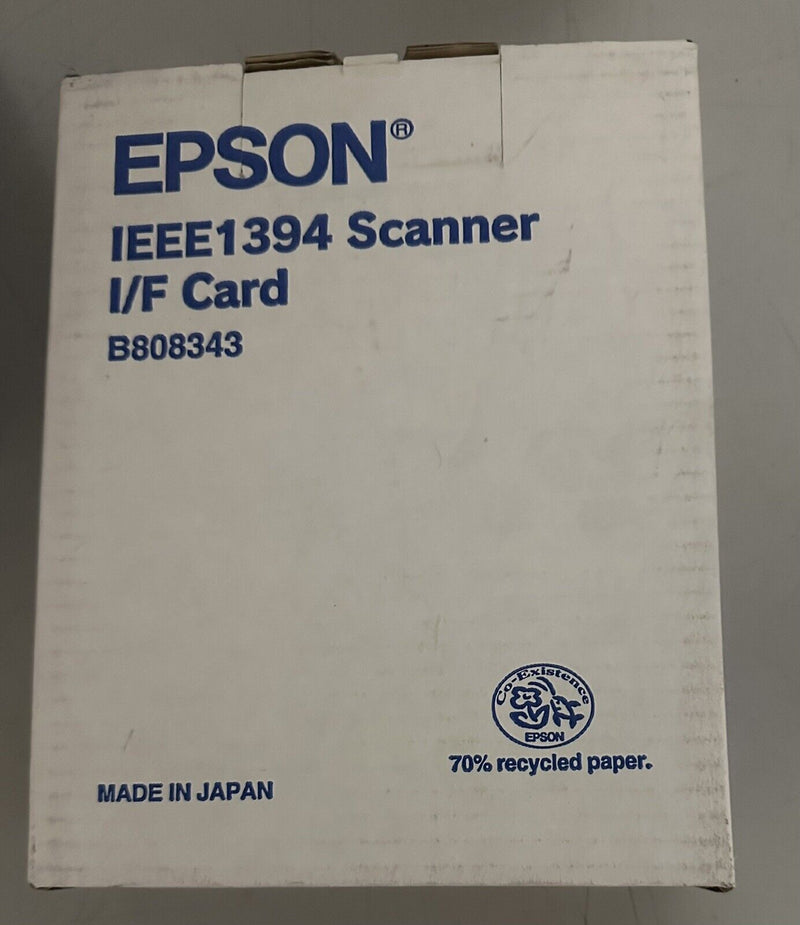 EPSON®
IEEE1394 Scanner
I/F Card
B808343
Co-Existence
EPSON
70% recycled paper.
MADE IN JAPAN